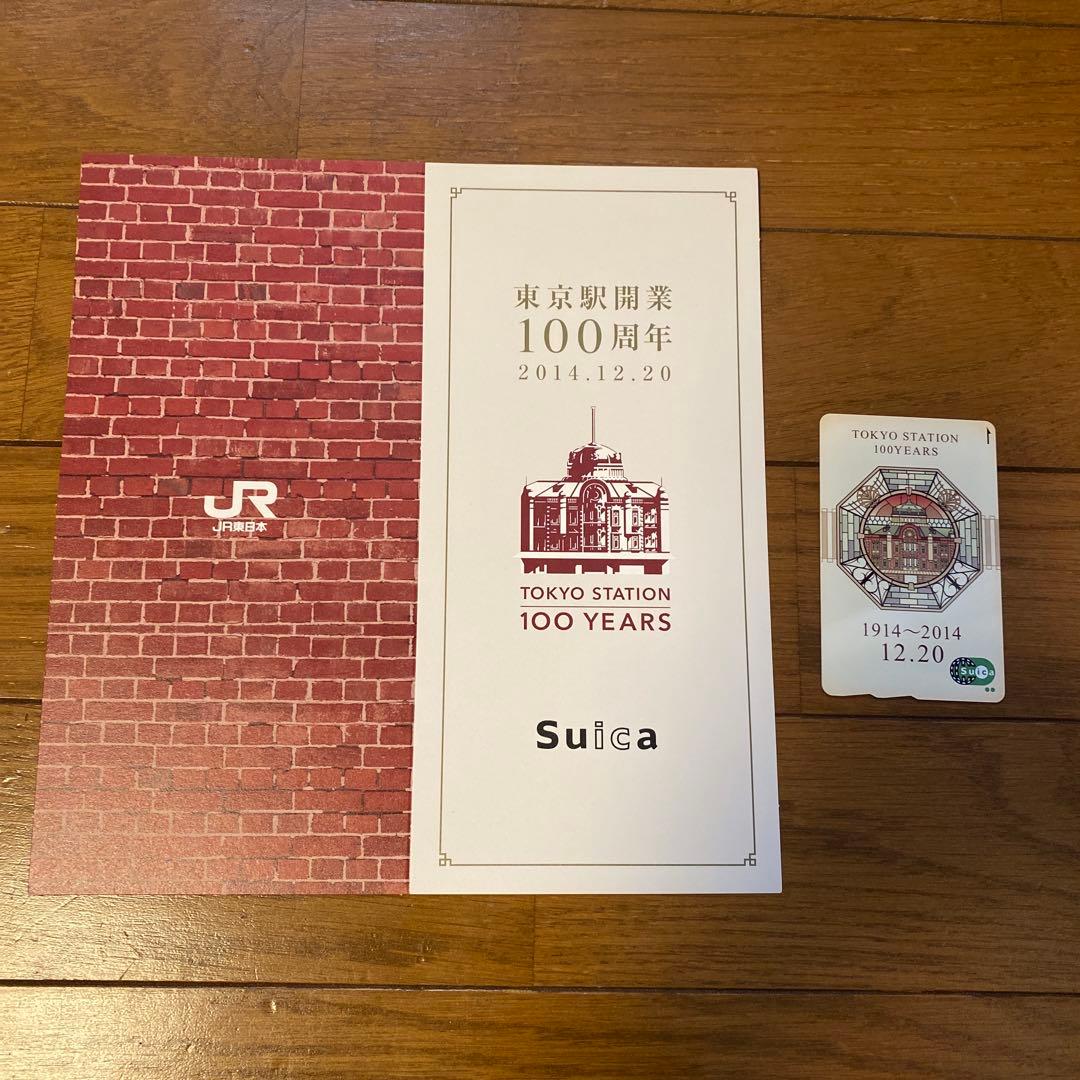 JR
JR東日本
東京駅開業
100周年
2014.12.20
TOKYO STATION
100 YEARS
Suica
TOKYO STATION
100YEARS
1914～2014
12.20
Suica